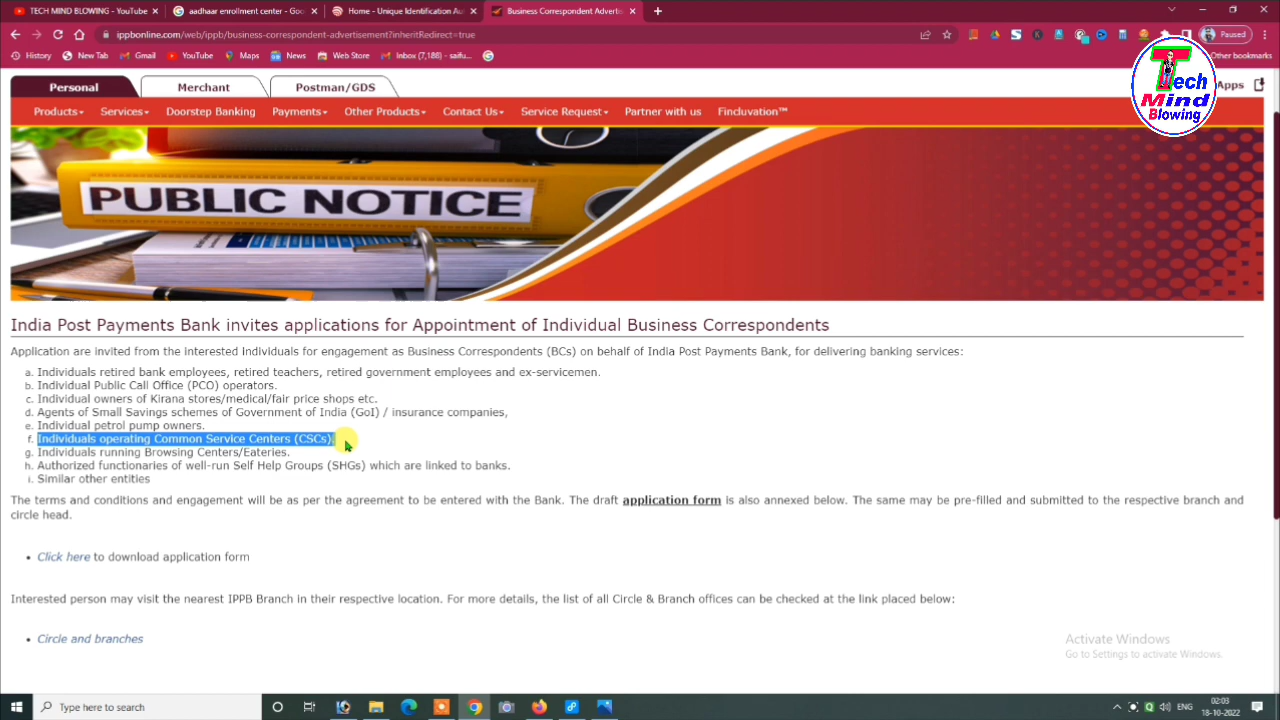 TECH MIND BLOWING - YouTube
aadhaar enrollment center - Goo
Home - Unique Identification Au
Business Correspondent Adverti
ippbonline.com/web/ippb/business-correspondent-advertisement?inheritRedirect=true
Paused
History New Tab Gmail YouTube Maps News Web Store Inbox (7,188) - saifu... Other bookmarks
Personal Merchant Postman/GDS Apps
Tech
Mind
Blowing
Products Services Doorstep Banking Payments Other Products Contact Us Service Request Partner with us Fincluvation™
PUBLIC NOTICE
India Post Payments Bank invites applications for Appointment of Individual Business Correspondents
Application are invited from the interested Individuals for engagement as Business Correspondents (BCs) on behalf of India Post Payments Bank, for delivering banking services:
a. Individuals retired bank employees, retired teachers, retired government employees and ex-servicemen.
b. Individual Public Call Office (PCO) operators.
c. Individual owners of Kirana stores/medical/fair price shops etc.
d. Agents of Small Savings schemes of Government of India (GoI) / insurance companies,
e. Individual petrol pump owners.
f. Individuals operating Common Service Centers (CSCs)
g. Individuals running Browsing Centers/Eateries.
h. Authorized functionaries of well-run Self Help Groups (SHGs) which are linked to banks.
i. Similar other entities
The terms and conditions and engagement will be as per the agreement to be entered with the Bank. The draft application form is also annexed below. The same may be pre-filled and submitted to the respective branch and
circle head.
• Click here to download application form
Interested person may visit the nearest IPPB Branch in their respective location. For more details, the list of all Circle & Branch offices can be checked at the link placed below:
• Circle and branches
Activate Windows
Go to Settings to activate Windows.
Type here to search
ENG
02:03
18-10-2022